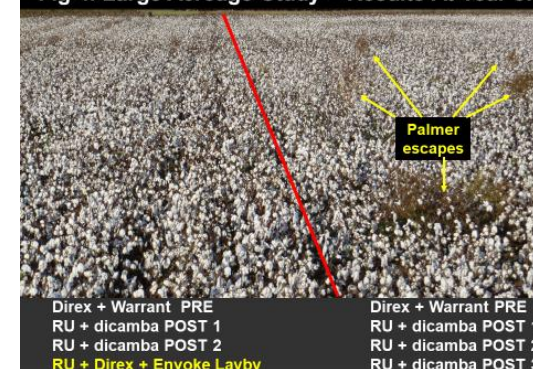 Palmer
escapes
Direx + Warrant PRE
RU + dicamba POST 1
RU + dicamba POST 2
RU + Direx + Envoke Layby
Direx + Warrant PRE
RU + dicamba POST
RU + dicamba POST
RU + dicamba POST